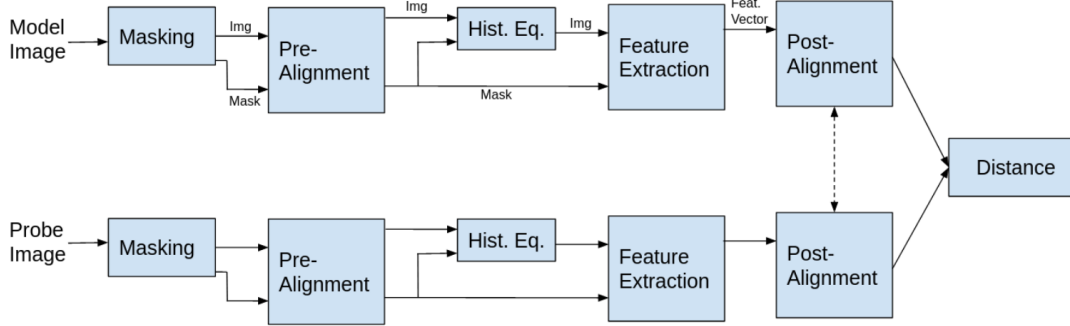 Model
Image
Masking
Img
Mask
Pre-
Alignment
Img
Hist. Eq.
Img
Mask
Feature
Extraction
Feat.
Vector
Post-
Alignment
Distance
Probe
Image
Masking
Pre-
Alignment
Hist. Eq.
Feature
Extraction
Post-
Alignment